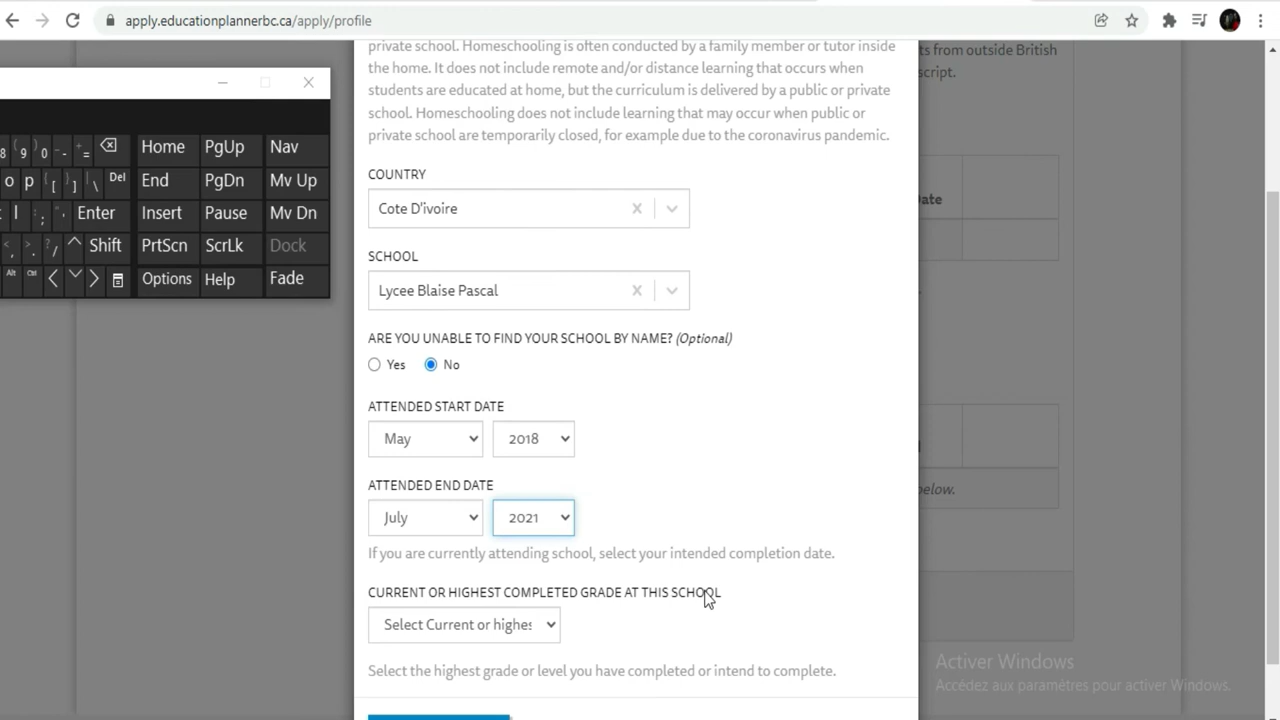 apply.educationplannerbc.ca/apply/profile
private school. Homeschooling is often conducted by a family member or tutor inside
the home. It does not include remote and/or distance learning that occurs when
students are educated at home, but the curriculum is delivered by a public or private
school. Homeschooling does not include learning that may occur when public or
private school are temporarily closed, for example due to the coronavirus pandemic.
ts from outside British
script.
ate
8 ( 9 ) 0 _ - + = Home PgUp Nav
o p { [ } ] | \ Del End PgDn Mv Up
l : ; " ' Enter Insert Pause Mv Dn
< , > . ? / Shift PrtScn ScrLk Dock
Alt Ctrl Options Help Fade
COUNTRY
Cote D'ivoire
SCHOOL
Lycee Blaise Pascal
ARE YOU UNABLE TO FIND YOUR SCHOOL BY NAME? (Optional)
Yes No
ATTENDED START DATE
May 2018
ATTENDED END DATE
July 2021
If you are currently attending school, select your intended completion date.
below.
CURRENT OR HIGHEST COMPLETED GRADE AT THIS SCHOOL
Select Current or highes
Select the highest grade or level you have completed or intend to complete.
Activer Windows
Accédez aux paramètres pour activer Windows.